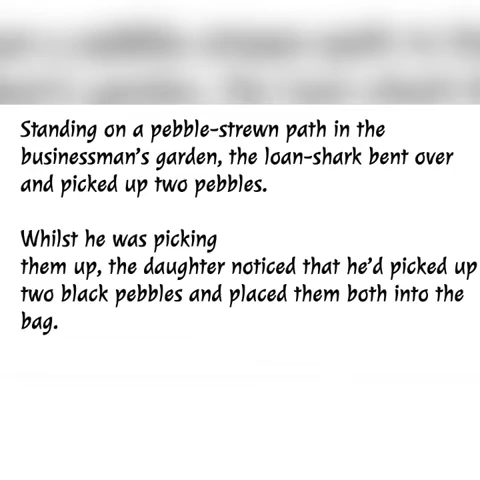 Standing on a pebble-strewn path in the
businessman's garden, the loan-shark bent over
and picked up two pebbles.
Whilst he was picking
them up, the daughter noticed that he'd picked up
two black pebbles and placed them both into the
bag.